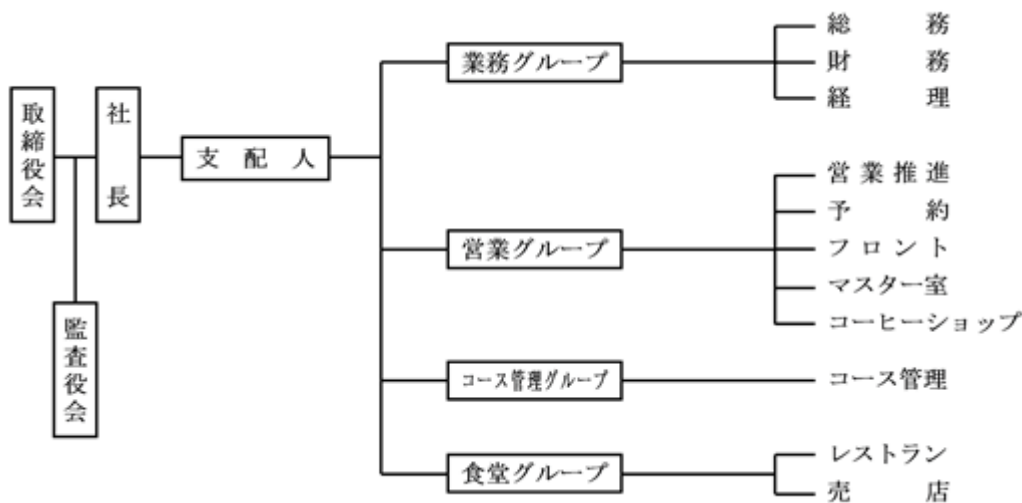 取締役会
社長
監査役会
支配人
業務グループ
総務
財務
経理
営業グループ
営業推進
予約
フロント
マスター室
コーヒーショップ
コース管理グループ
コース管理
食堂グループ
レストラン
売店